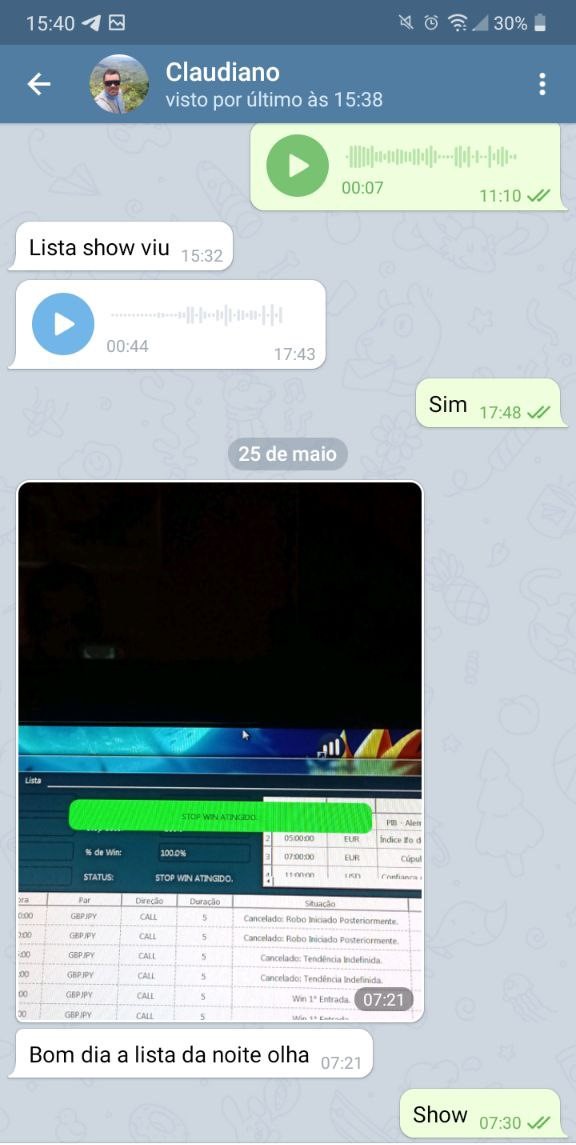 15:40
30%
Claudiano
visto por último às 15:38
00:07
11:10
Lista show viu 15:32
00:44
17:43
Sim 17:48
25 de maio
Lista
STOP WIN ATINGIDO.
PIB - Alem
2 05:00:00 EUR Índice Ifo d
% de Win: 100.0%
3 07:00:00 EUR Cúpul
STATUS: STOP WIN ATINGIDO.
4 11:00:00 USD Confiança
ora Par Direção Duração Situação
0:00 GBPJPY CALL 5 Cancelado: Robo Iniciado Posteriormente.
0:00 GBPJPY CALL 5 Cancelado: Robo Iniciado Posteriormente.
:00 GBPJPY CALL 5 Cancelado: Tendência Indefinida.
:00 GBPJPY CALL 5 Cancelado: Tendência Indefinida.
00 GBPJPY CALL 5 Win 1ª Entrada.
07:21
00 GBPJPY CALL 5 Win 1ª Entrada
Bom dia a lista da noite olha 07:21
Show 07:30